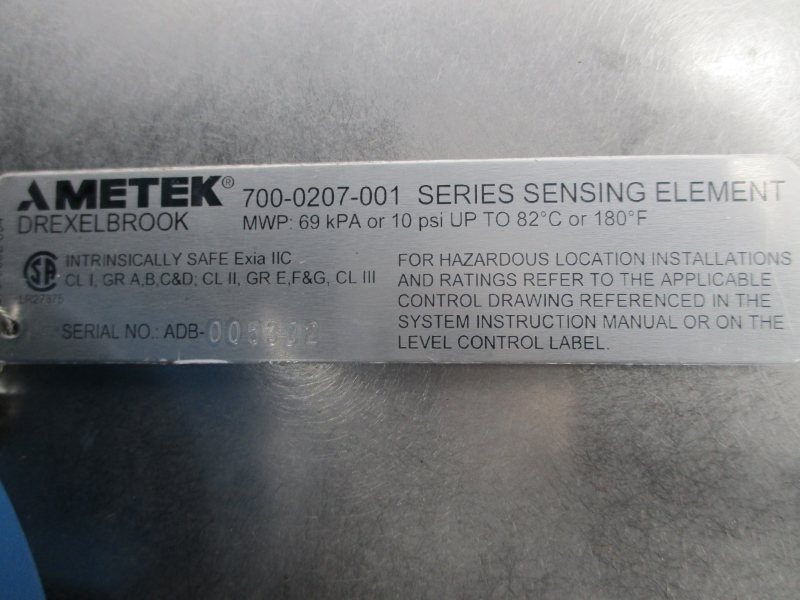 AMETEK® 700-0207-001 SERIES SENSING ELEMENT
DREXELBROOK MWP: 69 kPA or 10 psi UP TO 82°C or 180°F
SA INTRINSICALLY SAFE Exia IIC
CL I, GR A,B,C&D; CL II, GR E,F&G, CL III
LR27375
SERIAL NO.: ADB-
FOR HAZARDOUS LOCATION INSTALLATIONS
AND RATINGS REFER TO THE APPLICABLE
CONTROL DRAWING REFERENCED IN THE
SYSTEM INSTRUCTION MANUAL OR ON THE
LEVEL CONTROL LABEL.